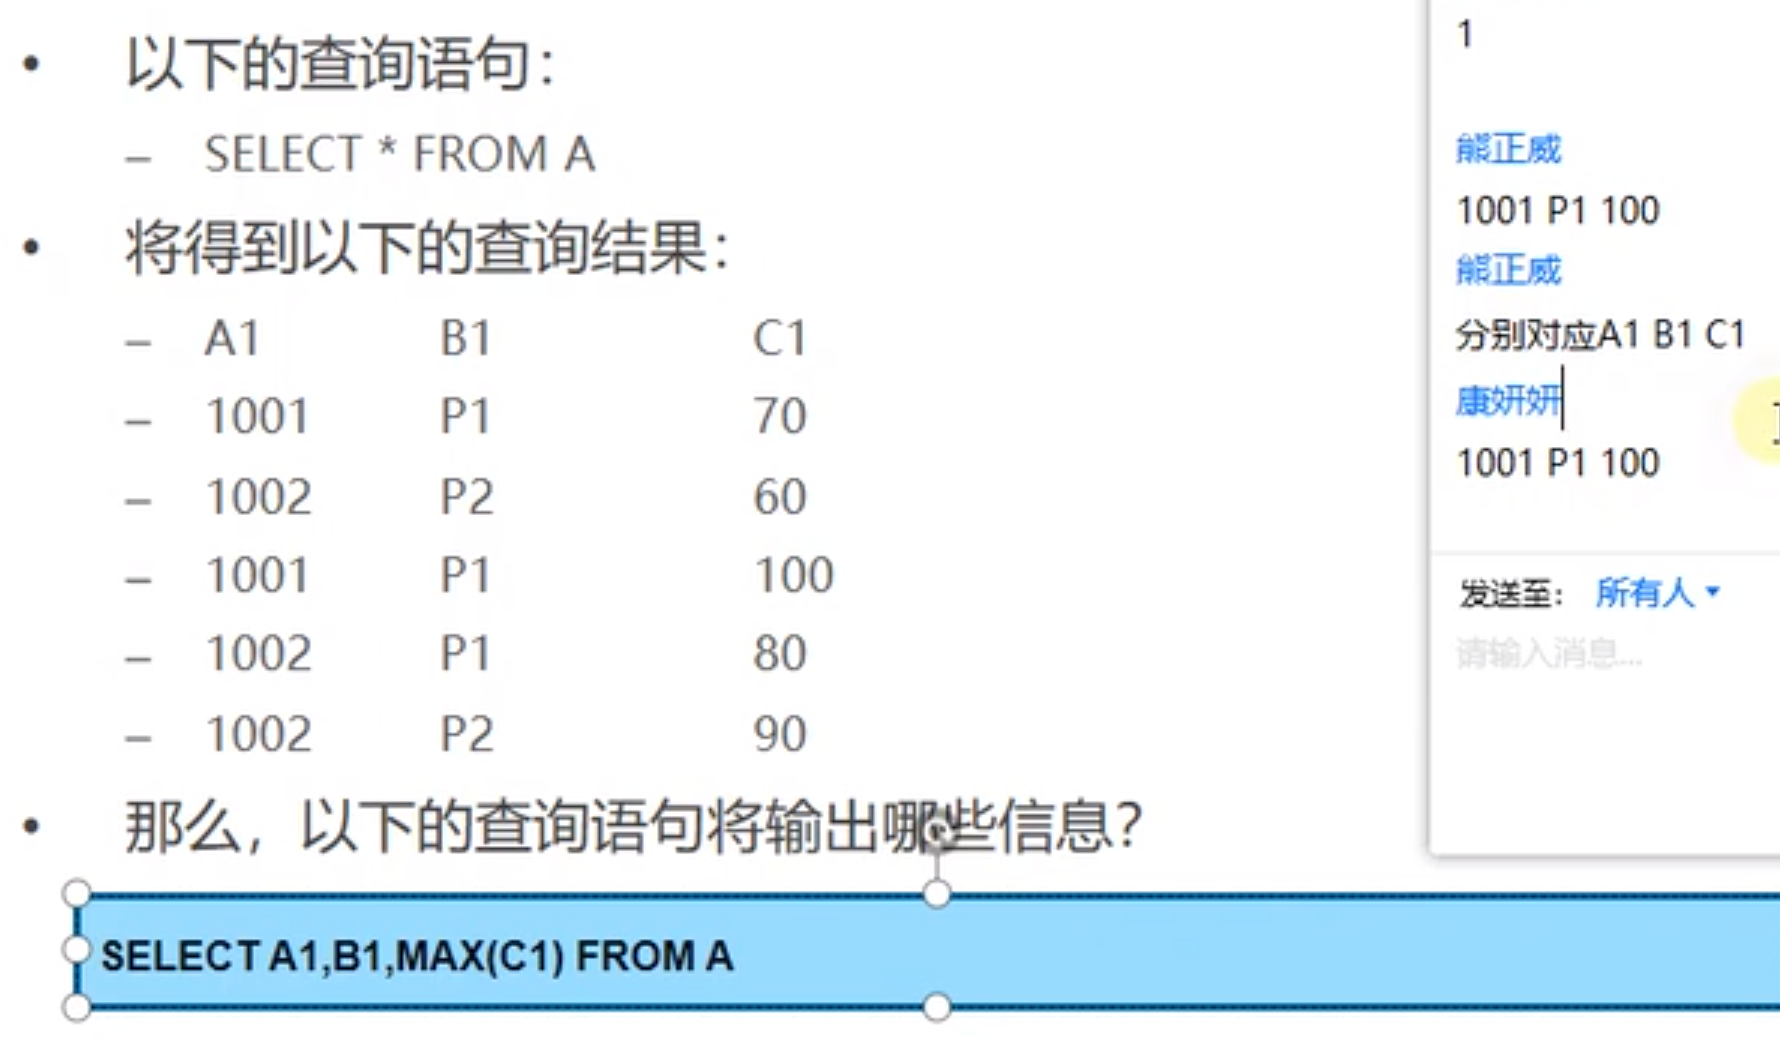 • 以下的查询语句：
– SELECT * FROM A
• 将得到以下的查询结果：
– A1 B1 C1
– 1001 P1 70
– 1002 P2 60
– 1001 P1 100
– 1002 P1 80
– 1002 P2 90
• 那么，以下的查询语句将输出哪些信息？
SELECT A1,B1,MAX(C1) FROM A
1
熊正威
1001 P1 100
熊正威
分别对应A1 B1 C1
康妍妍
1001 P1 100
发送至： 所有人
请输入消息...